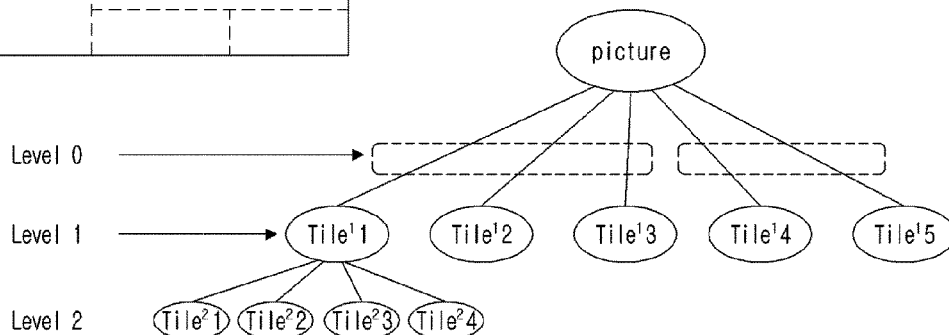 picture
Level 0
Level 1 Tile¹1 Tile¹2 Tile¹3 Tile¹4 Tile¹5
Level 2 Tile²1 Tile²2 Tile²3 Tile²4